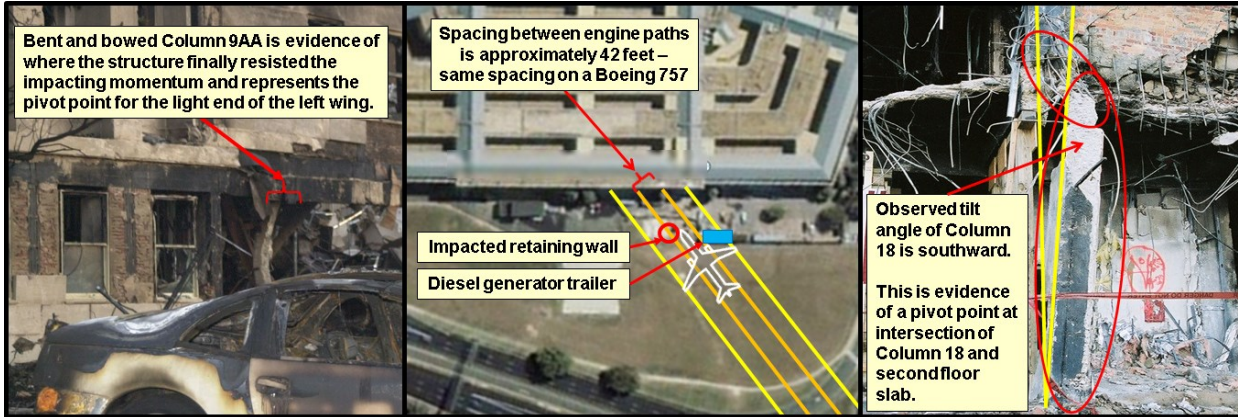 Bent and bowed Column 9AA is evidence of
where the structure finally resisted the
impacting momentum and represents the
pivot point for the light end of the left wing.
Spacing between engine paths
is approximately 42 feet –
same spacing on a Boeing 757
Impacted retaining wall
Diesel generator trailer
Observed tilt
angle of Column
18 is southward.
This is evidence
of a pivot point at
intersection of
Column 18 and
second floor
slab.